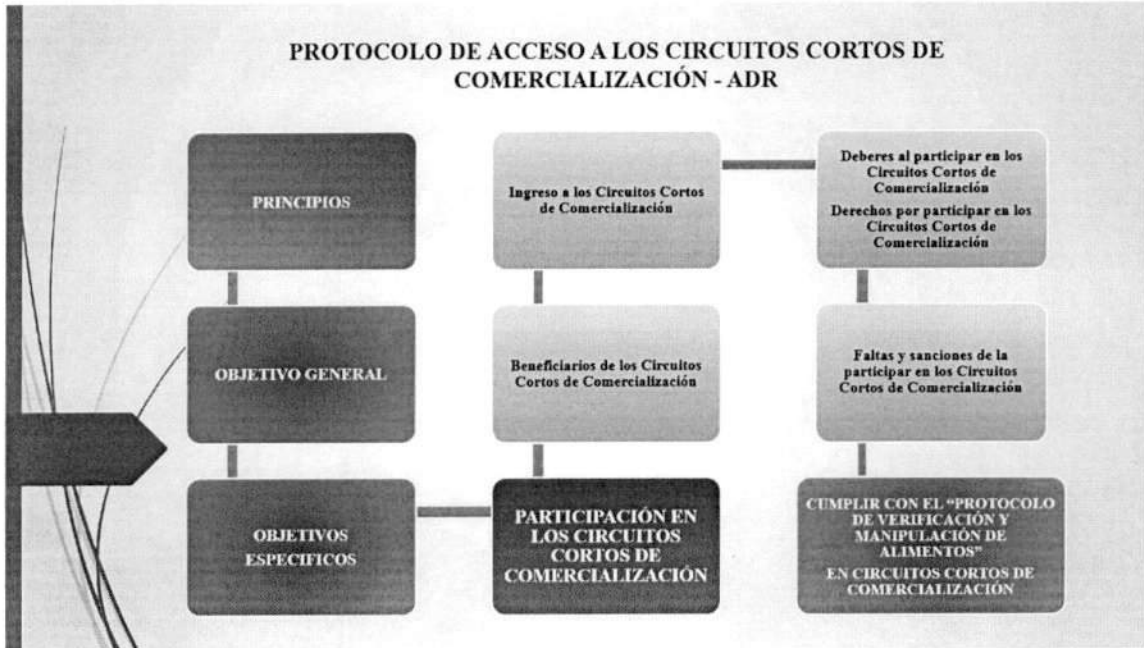 PROTOCOLO DE ACCESO A LOS CIRCUITOS CORTOS DE
COMERCIALIZACIÓN - ADR
PRINCIPIOS
OBJETIVO GENERAL
OBJETIVOS
ESPECIFICOS
PARTICIPACIÓN EN
LOS CIRCUITOS
CORTOS DE
COMERCIALIZACIÓN
Beneficiarios de los Circuitos
Cortos de Comercialización
Ingreso a los Circuitos Cortos
de Comercialización
Deberes al participar en los
Circuitos Cortos de
Comercialización
Derechos por participar en los
Circuitos Cortos de
Comercialización
Faltas y sanciones de la
participar en los Circuitos
Cortos de Comercialización
CUMPLIR CON EL “PROTOCOLO
DE VERIFICACIÓN Y
MANIPULACIÓN DE
ALIMENTOS”
EN CIRCUITOS CORTOS DE
COMERCIALIZACIÓN